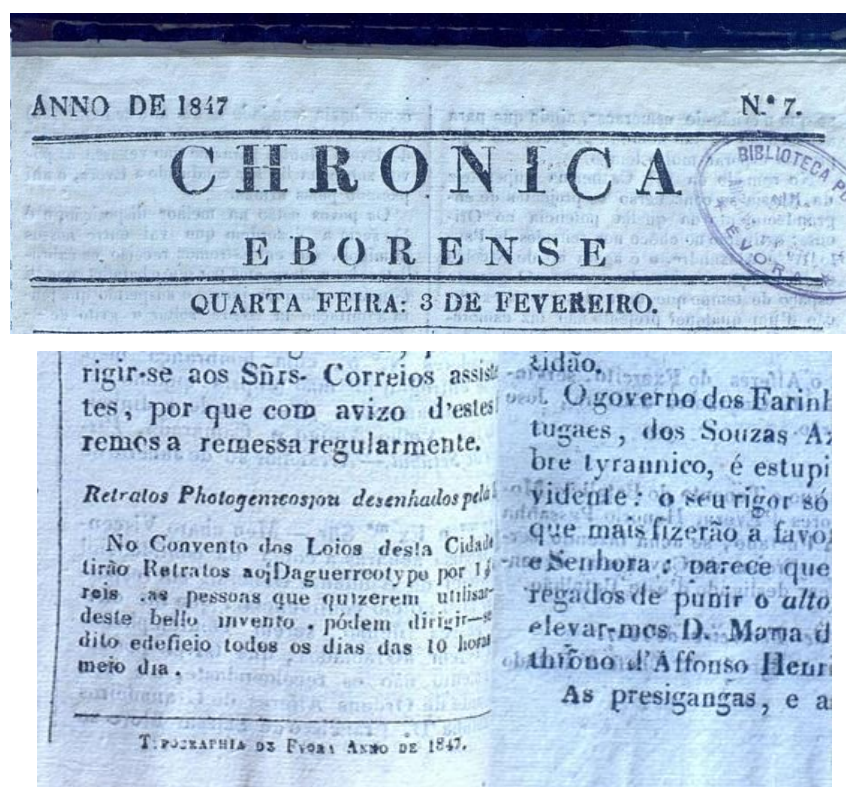 ANNO DE 1847
N.º 7.
CHRONICA
EBORENSE
QUARTA FEIRA: 3 DE FEVEREIRO.
BIBLIOTECA
ÉVORA
rigir-se aos Sñrs- Correios assis
tes, por que com avizo d'estes
remos a remessa regularmente.
Retratos Photogenicos ou desenhados pela
No Convento dos Loios desta Cidade
tirão Retratos ao Daguerreotypo por
reis .as pessoas que quizerem utilisar-
deste bello invento . pódem dirigir-se
dito edeficio todos os dias das 10 horas
meio dia.
TYPOGRAPHIA DE EVORA ANNO DE 1847.
tidão.
O governo dos Farinh
tugaes, dos Souzas Az
bre tyrannico, é estupi
vidente: o seu rigor só
que mais fizerão a favo
e Senhora: parece que
regados de punir o alto
elevar-mos D. Maria d
throno d'Affonso Henri
As presigangas, e a